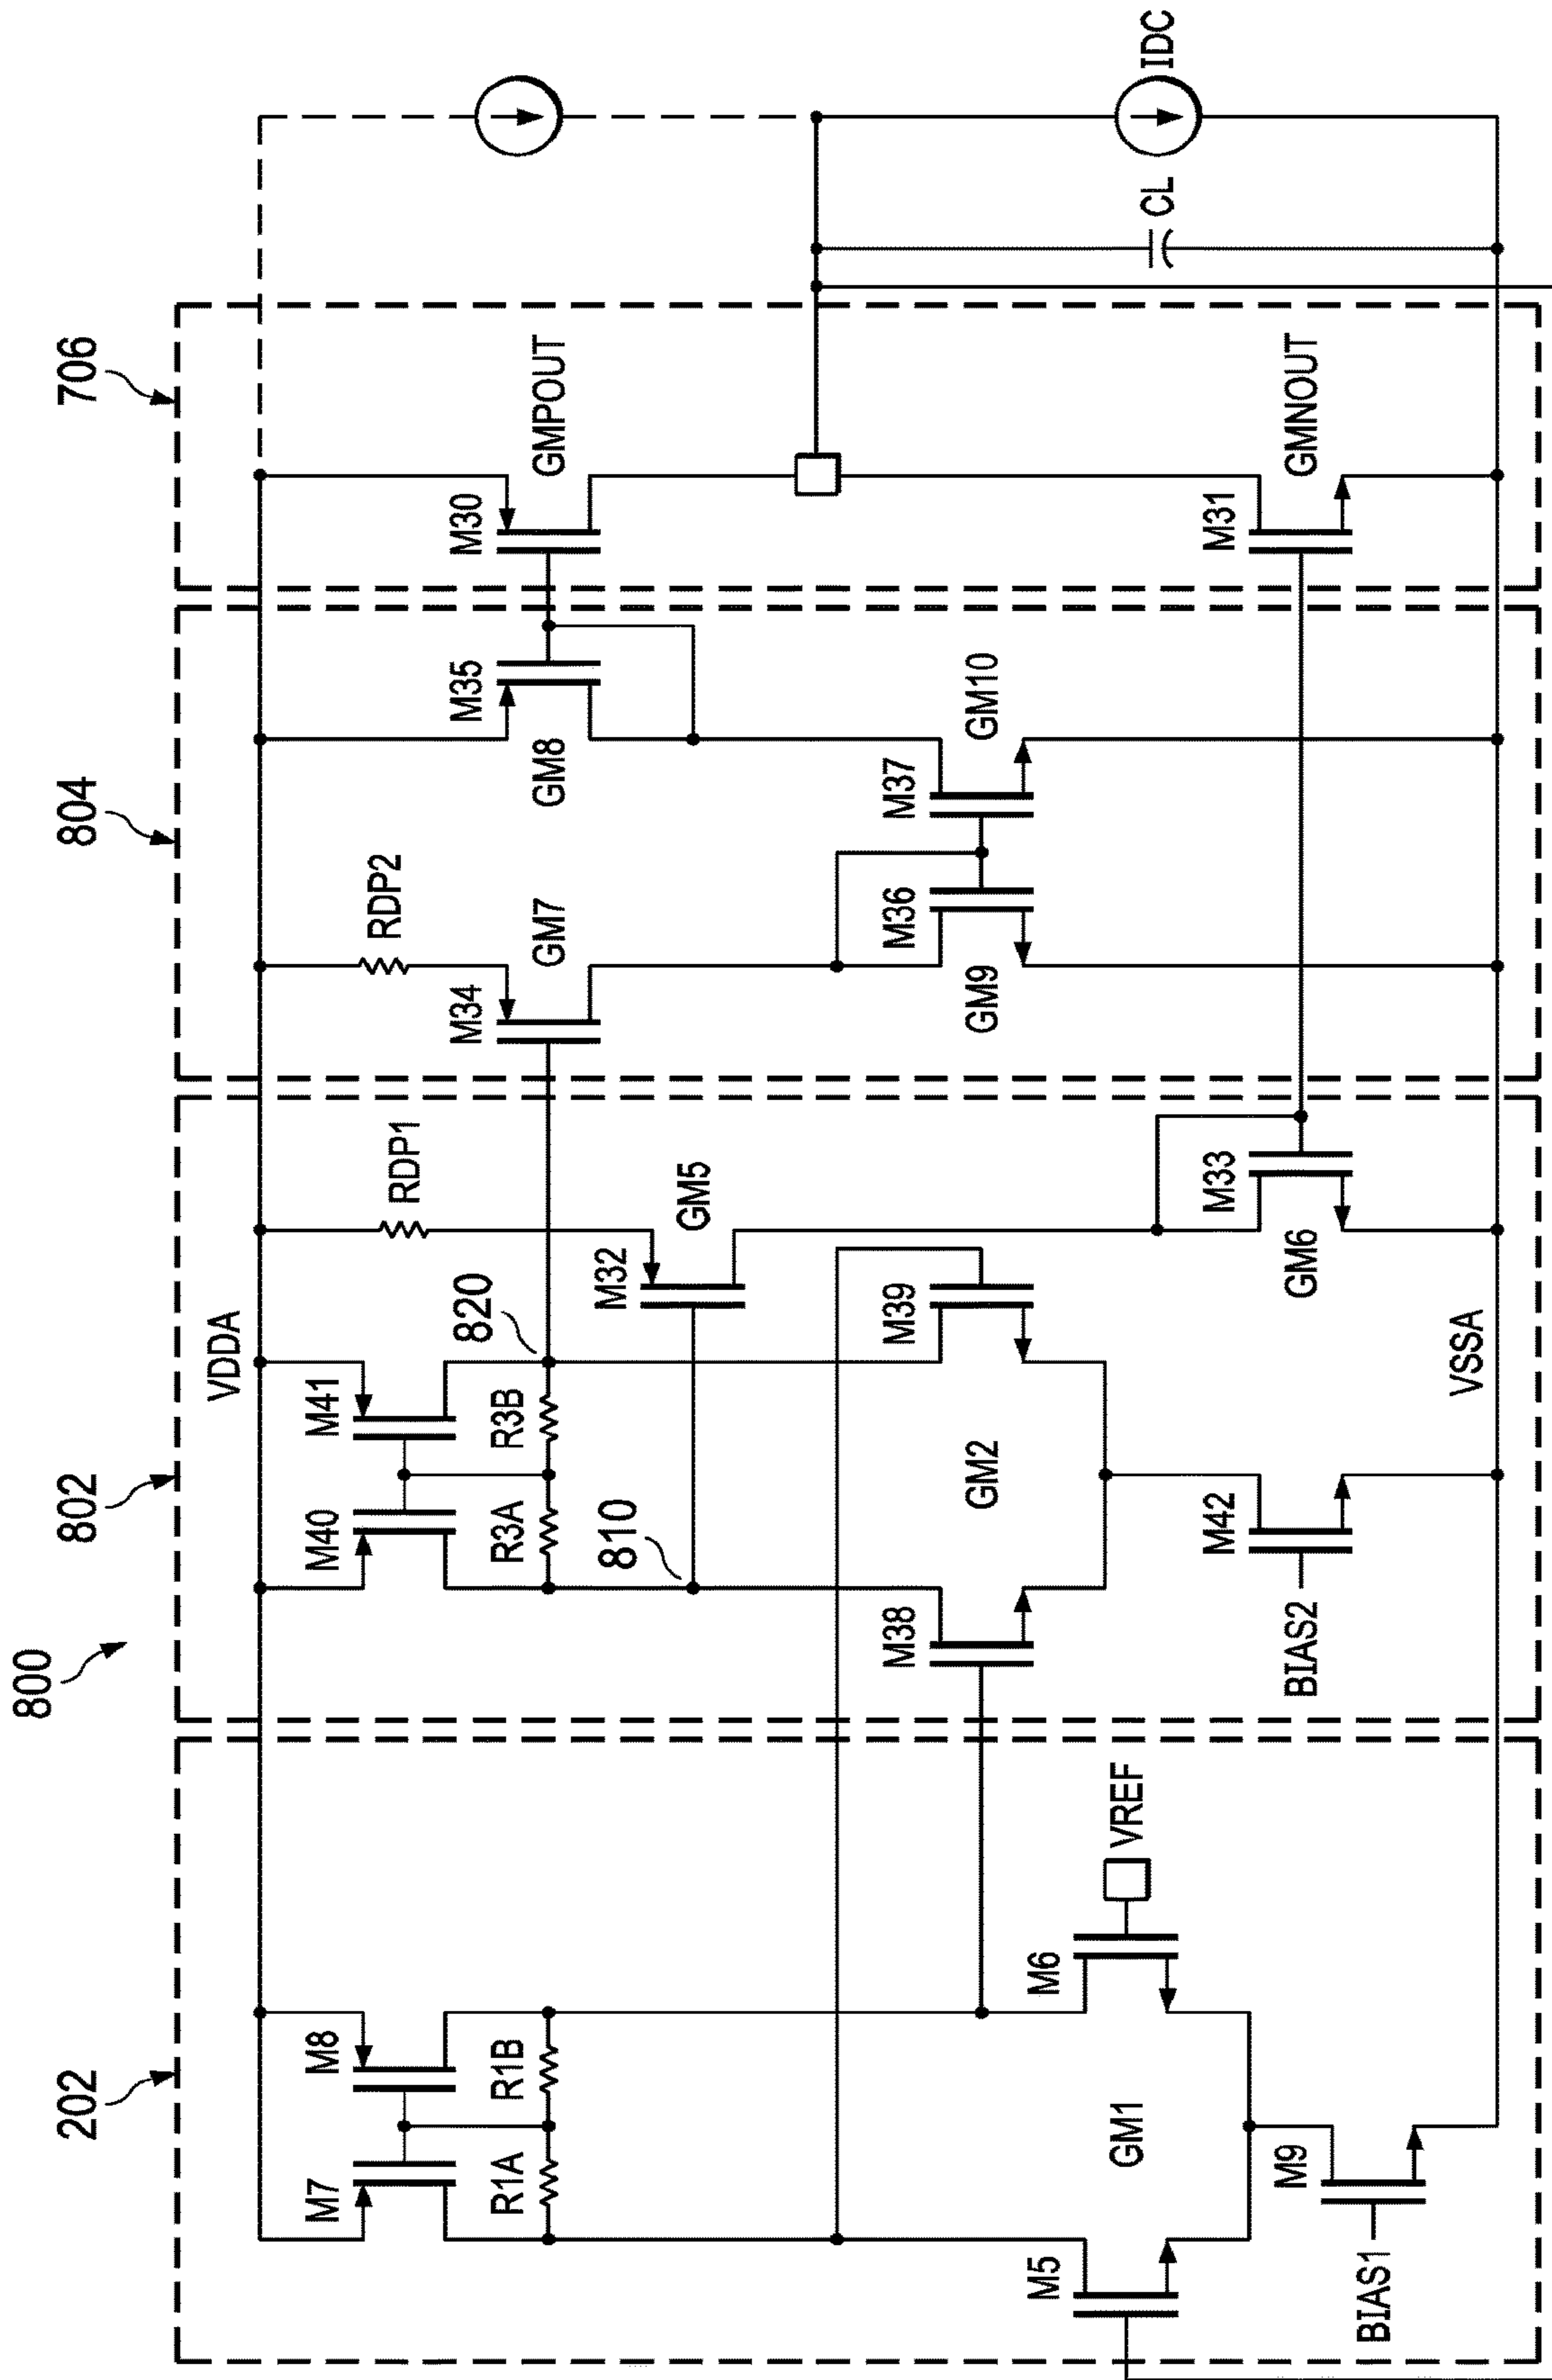 800
202
802
804
706
VDDA
M7
M8
R1A
R1B
M5
M6
GM1
VREF
M9
BIAS1
M40
M41
R3A
R3B
820
810
M38
M39
GM2
M42
BIAS2
RDP1
M32
GM5
M33
GM6
VSSA
RDP2
M34
GM7
M35
GM8
M36
GM9
M37
GM10
M30
GMPOUT
M31
GMNOUT
CL
IDC